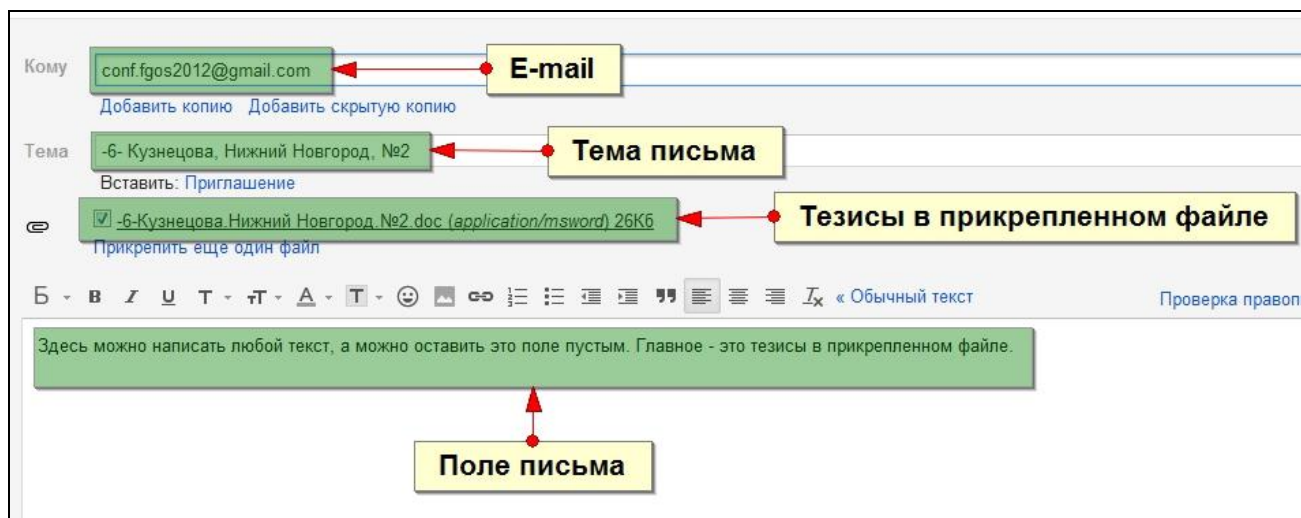 Кому conf.fgos2012@gmail.com E-mail
Добавить копию Добавить скрытую копию
Тема -6- Кузнецова, Нижний Новгород, №2 Тема письма
Вставить: Приглашение
-6-Кузнецова.Нижний Новгород.№2.doc (application/msword) 26Кб Тезисы в прикрепленном файле
Прикрепить еще один файл
Б B I U T тT A T « Обычный текст Проверка правоп
Здесь можно написать любой текст, а можно оставить это поле пустым. Главное - это тезисы в прикрепленном файле.
Поле письма